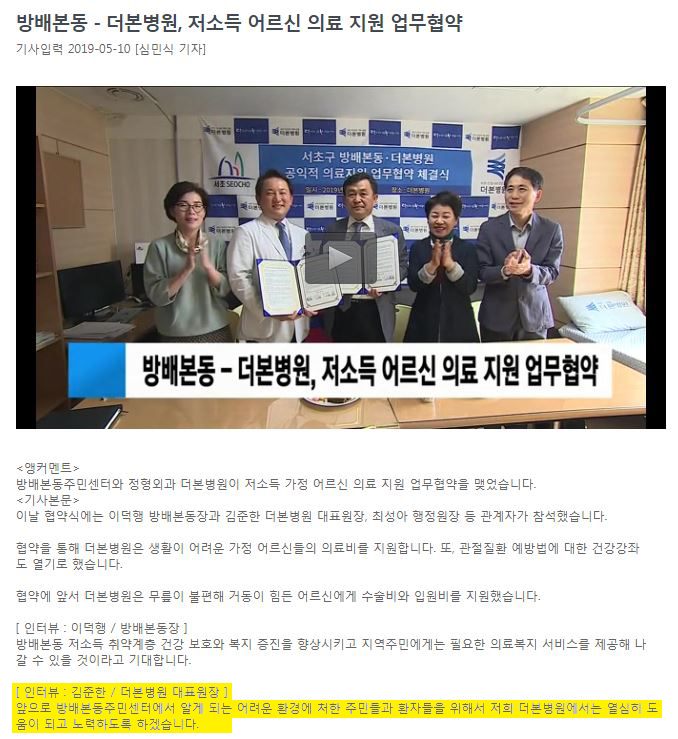 방배본동 - 더본병원, 저소득 어르신 의료 지원 업무협약
기사입력 2019-05-10 [심민식 기자]
서초구 방배본동·더본병원
공익적 의료지원 업무협약 체결식
일시 : 2019년
장소 : 더본병원
서초 SEOCHO
더본병원
방배본동 – 더본병원, 저소득 어르신 의료 지원 업무협약
<앵커멘트>
방배본동주민센터와 정형외과 더본병원이 저소득 가정 어르신 의료 지원 업무협약을 맺었습니다.
<기사본문>
이날 협약식에는 이덕행 방배본동장과 김준한 더본병원 대표원장, 최성아 행정원장 등 관계자가 참석했습니다.
협약을 통해 더본병원은 생활이 어려운 가정 어르신들의 의료비를 지원합니다. 또, 관절질환 예방법에 대한 건강강좌
도 열기로 했습니다.
협약에 앞서 더본병원은 무릎이 불편해 거동이 힘든 어르신에게 수술비와 입원비를 지원했습니다.
[ 인터뷰 : 이덕행 / 방배본동장 ]
방배본동 저소득 취약계층 건강 보호와 복지 증진을 향상시키고 지역주민에게는 필요한 의료복지 서비스를 제공해 나
갈 수 있을 것이라고 기대합니다.
[ 인터뷰 : 김준한 / 더본병원 대표원장 ]
앞으로 방배본동주민센터에서 알게 되는 어려운 환경에 처한 주민들과 환자들을 위해서 저희 더본병원에서는 열심히 도
움이 되고 노력하도록 하겠습니다.